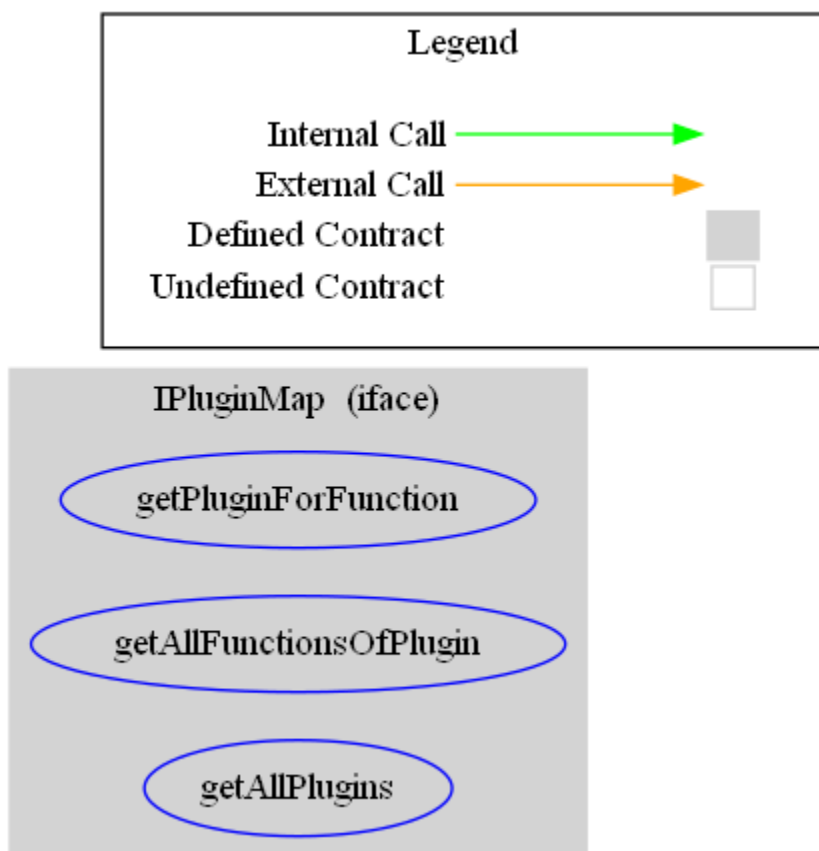 Legend
Internal Call
External Call
Defined Contract
Undefined Contract
IPluginMap (iface)
getPluginForFunction
getAllFunctionsOfPlugin
getAllPlugins